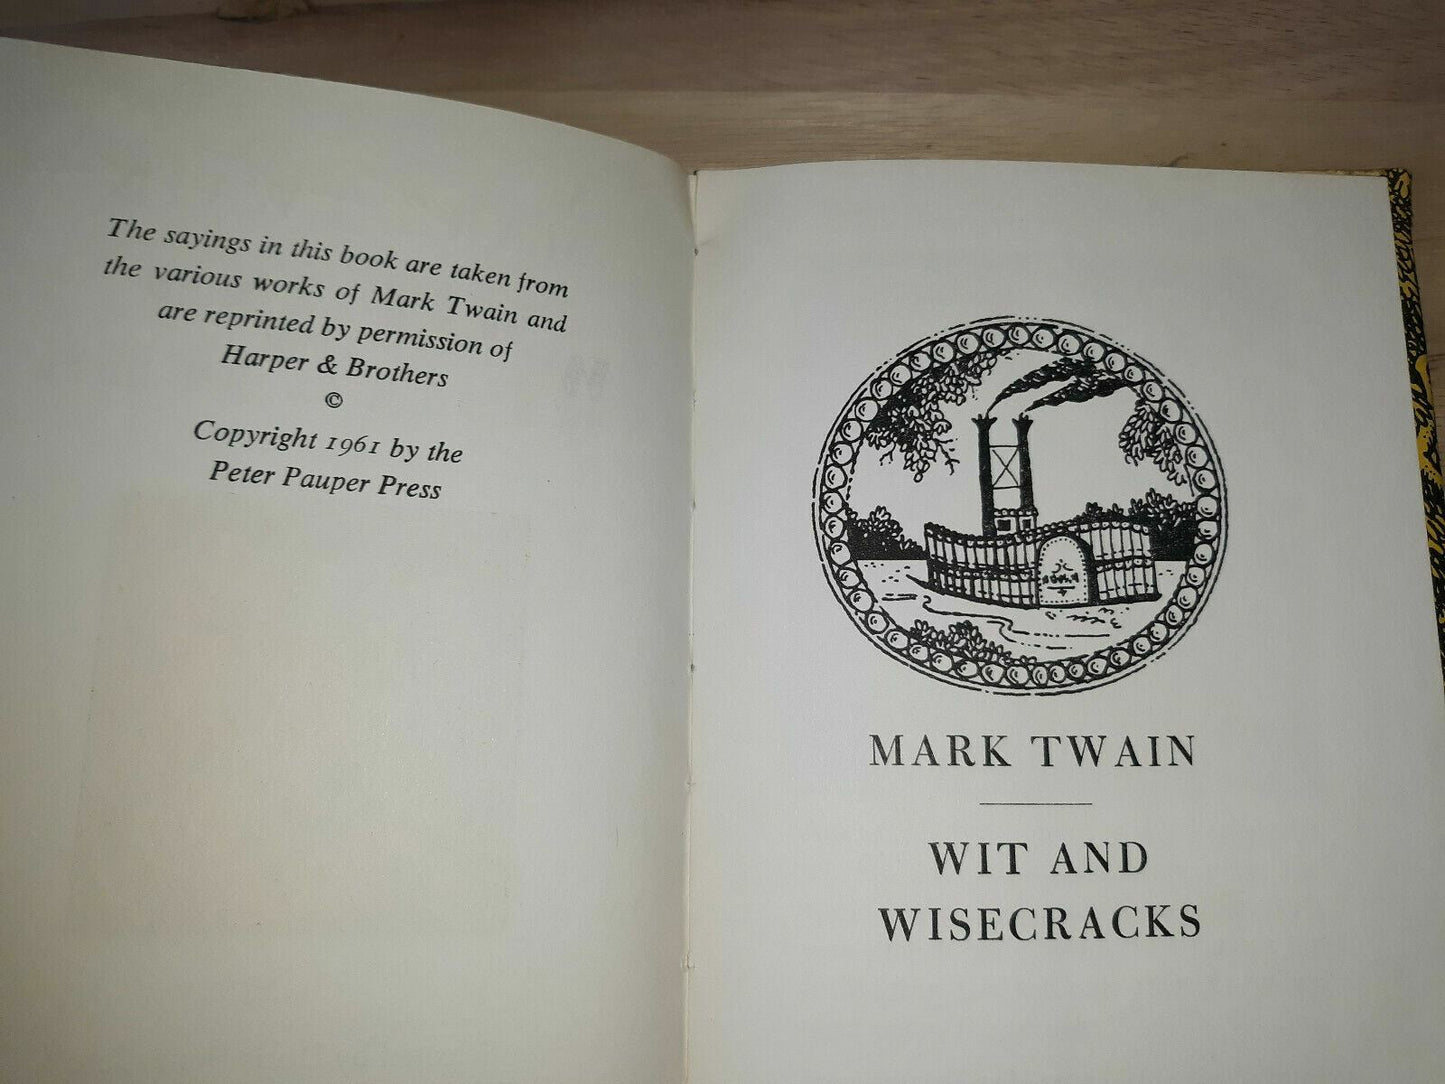 The sayings in this book are taken from
the various works of Mark Twain and
are reprinted by permission of
Harper & Brothers
©
Copyright 1961 by the
Peter Pauper Press
MARK TWAIN
WIT AND
WISECRACKS